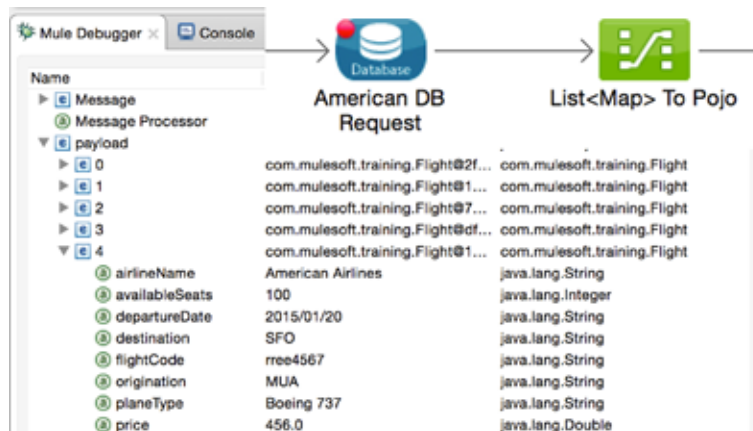 Mule Debugger
Console
Database
American DB
Request
List<Map> To Pojo
Name
Message
Message Processor
payload
0 com.mulesoft.training.Flight@2f... com.mulesoft.training.Flight
1 com.mulesoft.training.Flight@1... com.mulesoft.training.Flight
2 com.mulesoft.training.Flight@7... com.mulesoft.training.Flight
3 com.mulesoft.training.Flight@df... com.mulesoft.training.Flight
4 com.mulesoft.training.Flight@1... com.mulesoft.training.Flight
airlineName American Airlines java.lang.String
availableSeats 100 java.lang.Integer
departureDate 2015/01/20 java.lang.String
destination SFO java.lang.String
flightCode rree4567 java.lang.String
origination MUA java.lang.String
planeType Boeing 737 java.lang.String
price 456.0 java.lang.Double